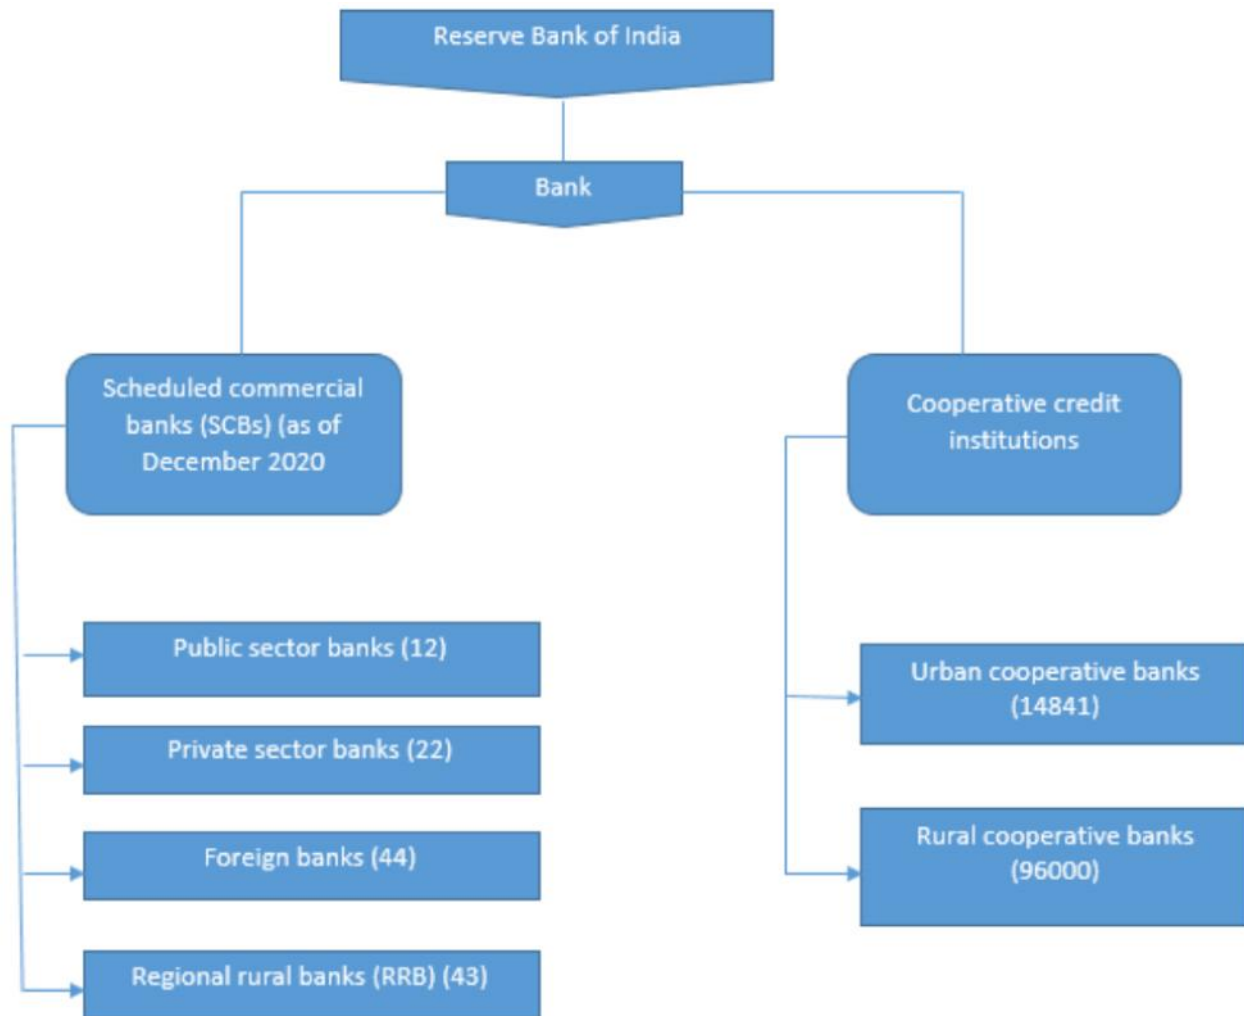 Reserve Bank of India
Bank
Scheduled commercial
banks (SCBs) (as of
December 2020
Cooperative credit
institutions
Public sector banks (12)
Private sector banks (22)
Foreign banks (44)
Regional rural banks (RRB) (43)
Urban cooperative banks
(14841)
Rural cooperative banks
(96000)